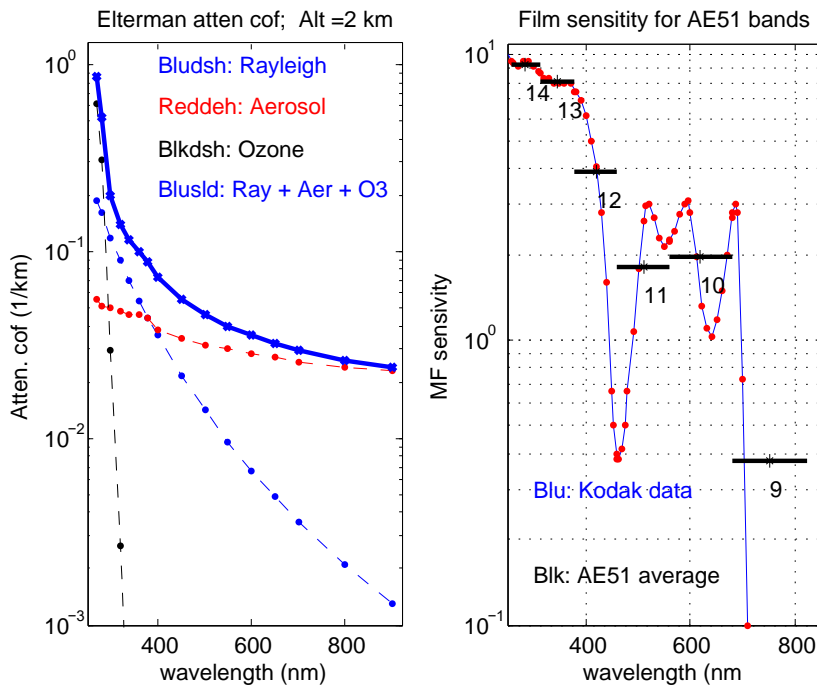 Elterman atten cof;  Alt =2 km
10^0
10^-1
10^-2
10^-3
Atten. cof (1/km)
Bludsh: Rayleigh
Reddeh: Aerosol
Blkdsh: Ozone
Blusld: Ray + Aer + O3
400
600
800
wavelength (nm)
Film sensitity for AE51 bands
10^1
10^0
10^-1
MF sensivity
14
13
12
11
10
9
Blu: Kodak data
Blk: AE51 average
400
600
800
wavelength (nm